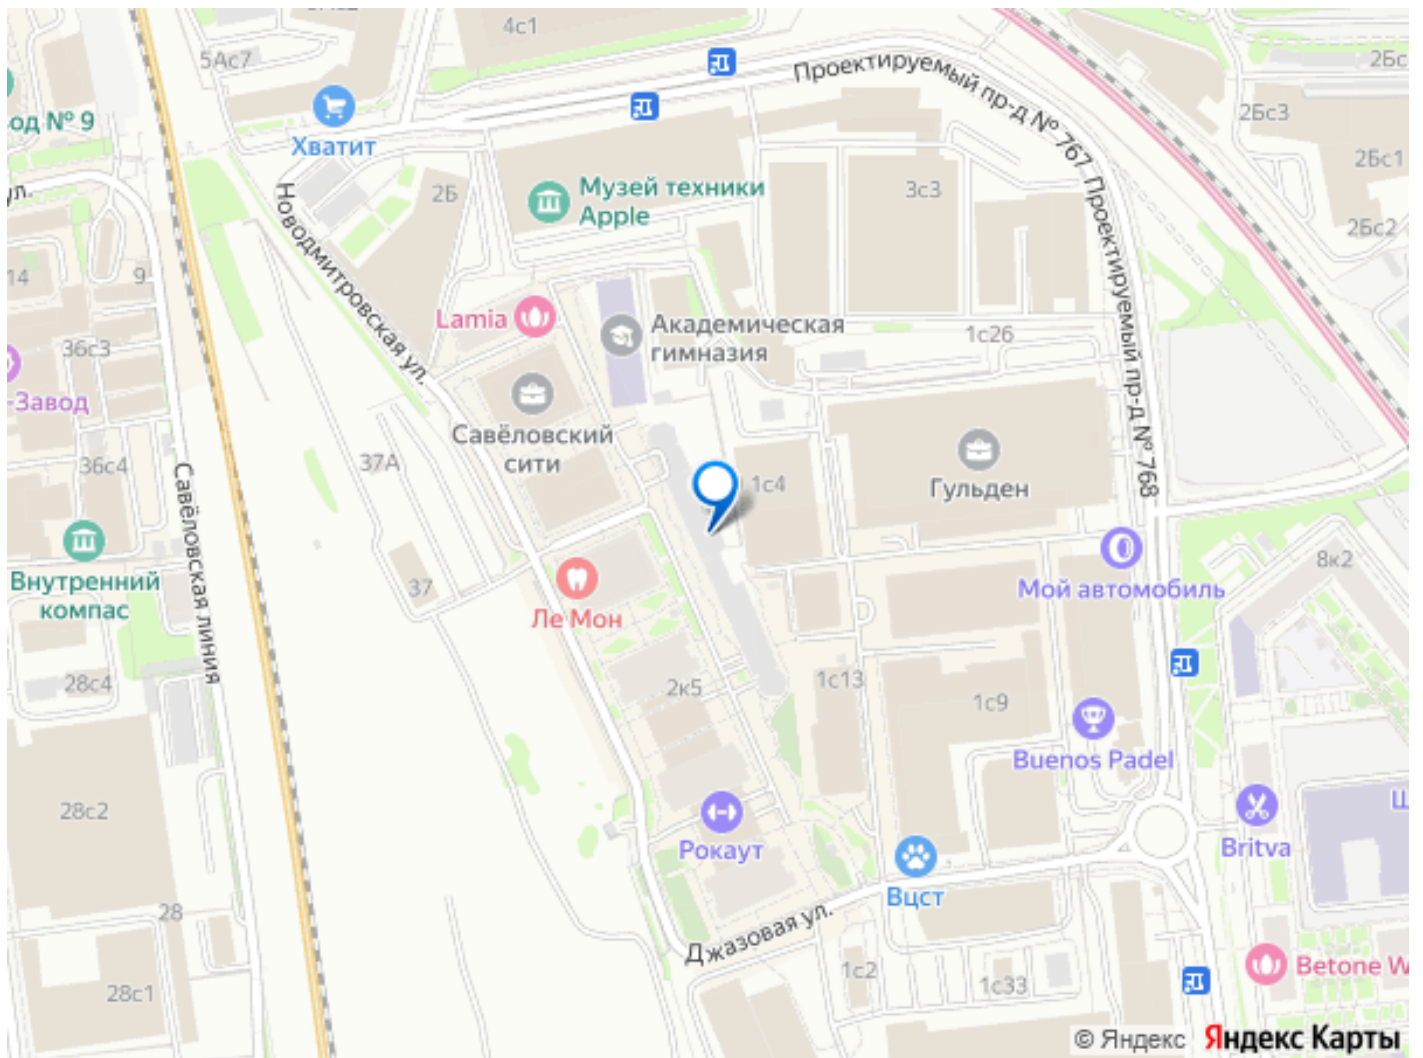 4с1
5Ас7
2Бс
Проектируемый пр-д № 767
2Бс3
од № 9
Хватит
2Бс1
ул.
2Б
Музей техники
Apple
3с3
Проектируемый пр-д № 768
2Бс2
Новодмитровская ул.
14
9
Lamia
Академическая
гимназия
1с26
36с3
-Завод
Савёловский
сити
37А
36с4
1с4
Гульден
Савёловская линия
Внутренний
компас
37
Ле Мон
Мой автомобиль
8к2
28с4
2к5
1с13
1с9
Buenos Padel
28с2
Рокаут
Britva
Вцст
28
Джазовая ул.
1с2
Betone W
28с1
1с33
© Яндекс Яндекс Карты